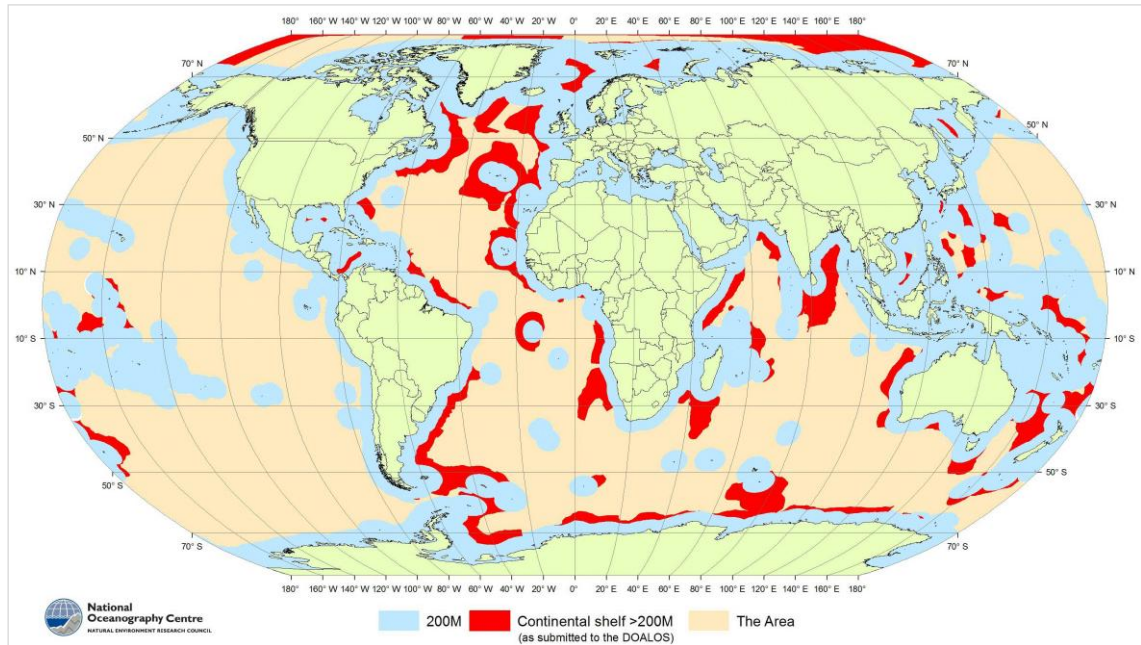 180° 160° W 140° W 120° W 100° W 80° W 60° W 40° W 20° W 0° 20° E 40° E 60° E 80° E 100° E 120° E 140° E 160° E 180°
70° N 70° N
50° N 50° N
30° N 30° N
10° N 10° N
10° S 10° S
30° S 30° S
50° S 50° S
70° S 70° S
180° 160° W 140° W 120° W 100° W 80° W 60° W 40° W 20° W 0° 20° E 40° E 60° E 80° E 100° E 120° E 140° E 160° E 180°
National
Oceanography Centre
NATURAL ENVIRONMENT RESEARCH COUNCIL
200M Continental shelf >200M The Area
(as submitted to the DOALOS)